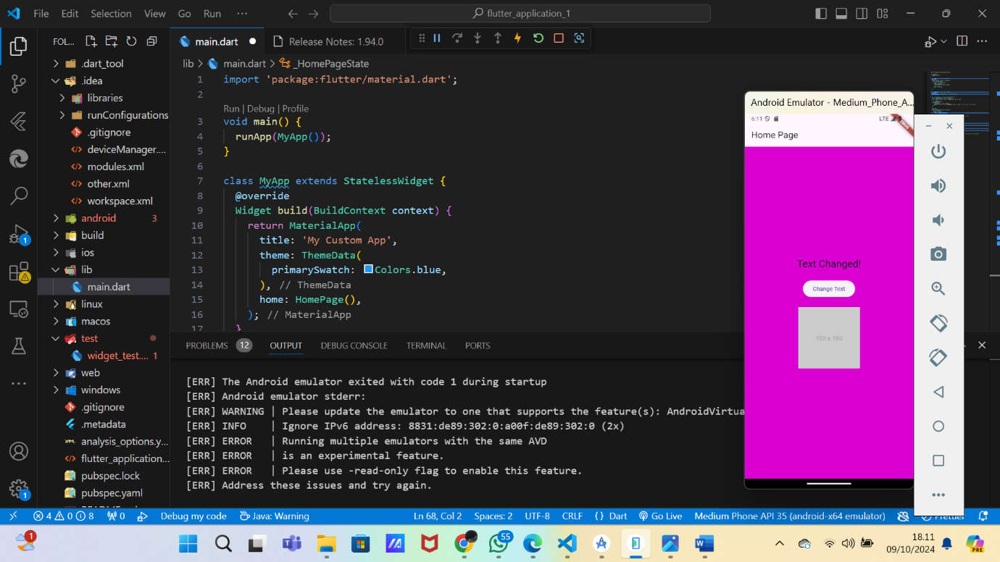 File Edit Selection View Go Run ···
flutter_application_1
FOL...
main.dart
Release Notes: 1.94.0
lib > main.dart > _HomePageState
.dart_tool
.idea
libraries
runConfigurations
.gitignore
deviceManager....
modules.xml
other.xml
workspace.xml
android 3
build
ios
lib
main.dart
linux
macos
test
widget_test.... 1
web
windows
.gitignore
.metadata
analysis_options.y...
flutter_application...
pubspec.lock
pubspec.yaml
1
1
1 import 'package:flutter/material.dart';
2
Run | Debug | Profile
3 void main() {
4 runApp(MyApp());
5 }
6
7 class MyApp extends StatelessWidget {
8 @override
9 Widget build(BuildContext context) {
10 return MaterialApp(
11 title: 'My Custom App',
12 theme: ThemeData(
13 primarySwatch: Colors.blue,
14 ), // ThemeData
15 home: HomePage(),
16 ); // MaterialApp
17 }
PROBLEMS 12 OUTPUT DEBUG CONSOLE TERMINAL PORTS
[ERR] The Android emulator exited with code 1 during startup
[ERR] Android emulator stderr:
[ERR] WARNING | Please update the emulator to one that supports the feature(s): AndroidVirtua
[ERR] INFO | Ignore IPv6 address: 8831:de89:302:0:a00f:de89:302:0 (2x)
[ERR] ERROR | Running multiple emulators with the same AVD
[ERR] ERROR | is an experimental feature.
[ERR] ERROR | Please use -read-only flag to enable this feature.
[ERR] Address these issues and try again.
Android Emulator - Medium_Phone_A...
6:11 LTE
DEBUG
Home Page
Text Changed!
Change Text
150 x 150
4 0 8 0 Debug my code Java: Warning Ln 68, Col 2 Spaces: 2 UTF-8 CRLF {} Dart Go Live Medium Phone API 35 (android-x64 emulator) Prettier
1
55
PRE
18.11
09/10/2024